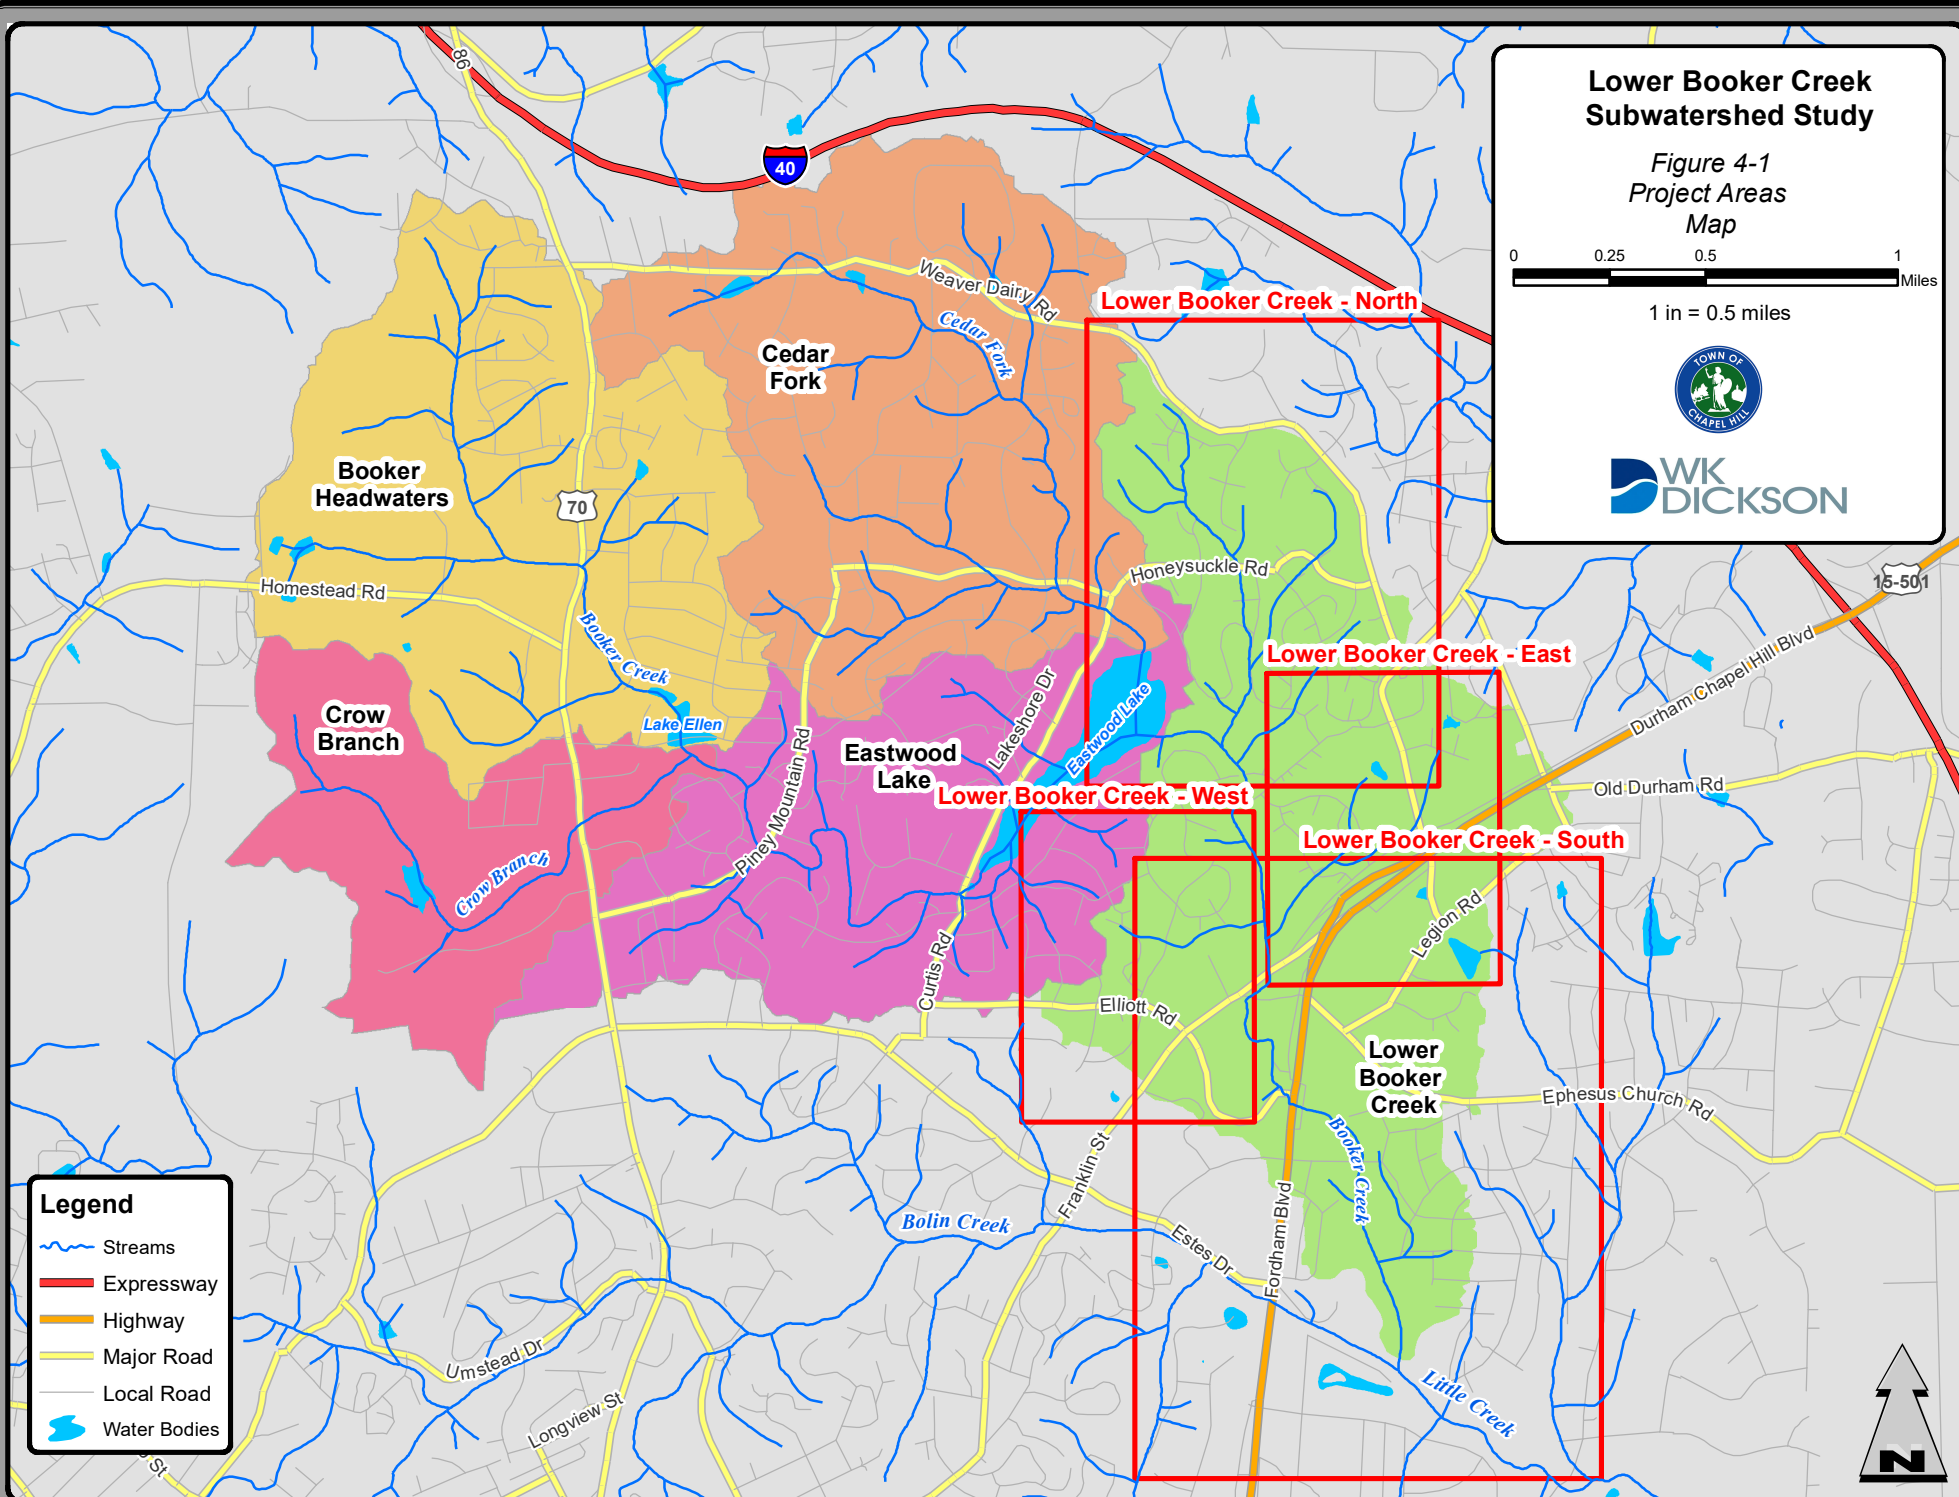 Lower Booker Creek
Subwatershed Study
Figure 4-1
Project Areas
Map
0 0.25 0.5 1
Miles
1 in = 0.5 miles
TOWN OF
CHAPEL HILL
WK
DICKSON
86
40
Weaver Dairy Rd
Lower Booker Creek - North
Cedar Fork
Cedar
Fork
Booker
Headwaters
70
Honeysuckle Rd
15-501
Homestead Rd
Booker Creek
Lower Booker Creek - East
Durham Chapel Hill Blvd
Crow
Branch
Lake Ellen
Lakeshore Dr
Eastwood Lake
Eastwood
Lake
Piney Mountain Rd
Old Durham Rd
Lower Booker Creek - West
Lower Booker Creek - South
Crow Branch
Legion Rd
Curtis Rd
Elliott Rd
Lower
Booker
Creek
Ephesus Church Rd
Booker Creek
Franklin St
Fordham Blvd
Bolin Creek
Estes Dr
Umstead Dr
Longview St
Little Creek
Legend
Streams
Expressway
Highway
Major Road
Local Road
Water Bodies
St
N